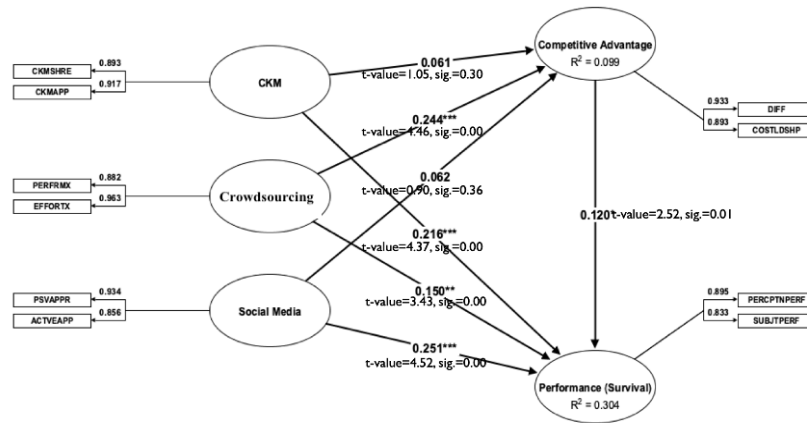 Competitive Advantage
R² = 0.099
0.893
CKMSHRE
0.917
CKMAPP
CKM
0.061
t-value=1.05, sig.=0.30
0.933
DIFF
0.893
COSTLDSHP
0.244***
t-value=4.46, sig.=0.00
0.882
PERFRMX
0.963
EFFORTX
Crowdsourcing
0.062
t-value=0.90, sig.=0.36
0.120* t-value=2.52, sig.=0.01
0.216***
t-value=4.37, sig.=0.00
0.934
PSVAPPR
0.856
ACTVEAPP
Social Media
0.150**
t-value=3.43, sig.=0.00
0.895
PERCPTNPERF
0.833
SUBJTPERF
0.251***
t-value=4.52, sig.=0.00
Performance (Survival)
R² = 0.304